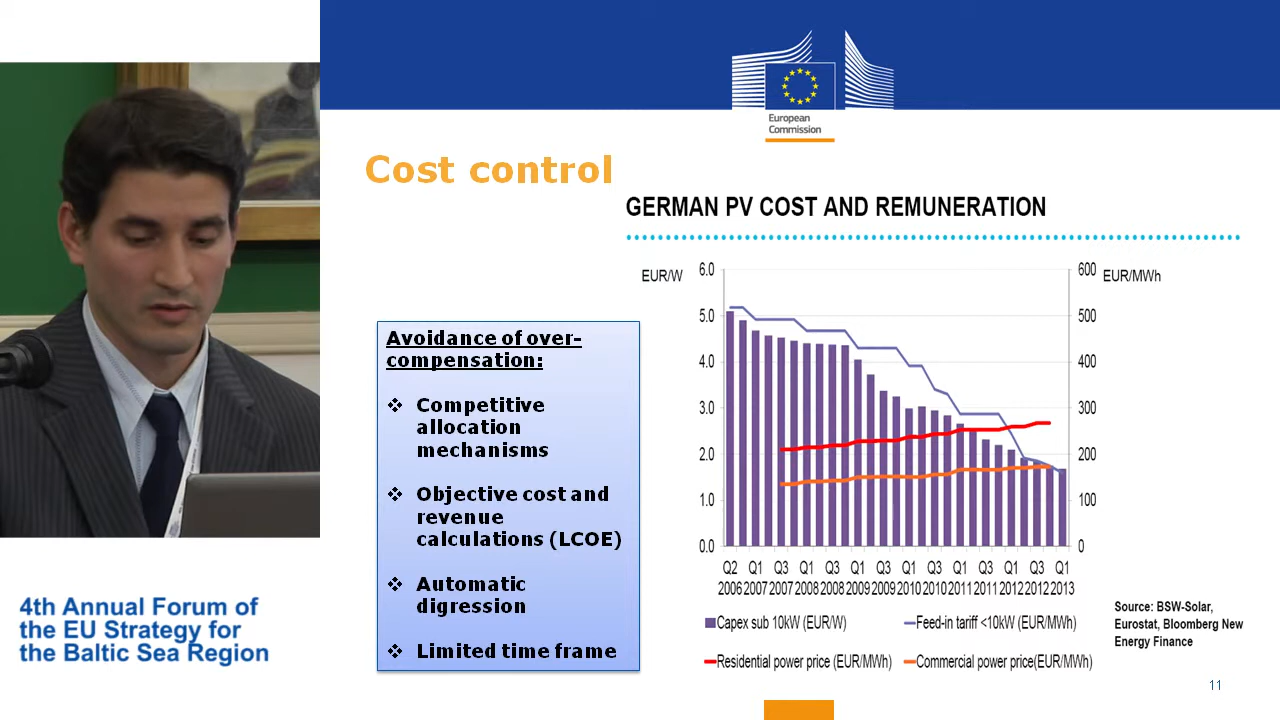 European
Commission
Cost control
GERMAN PV COST AND REMUNERATION
EUR/W
EUR/MWh
6.0
5.0
4.0
3.0
2.0
1.0
0.0
600
500
400
300
200
100
0
Q2 Q1 Q3 Q1 Q3 Q1 Q3 Q1 Q3 Q1 Q3 Q1 Q3 Q1
2006 2007 2007 2008 2008 2009 2009 2010 2010 2011 2011 2012 2012 2013
Capex sub 10kW (EUR/W)
Feed-in tariff <10kW (EUR/MWh)
Residential power price (EUR/MWh)
Commercial power price(EUR/MWh)
Source: BSW-Solar,
Eurostat, Bloomberg New
Energy Finance
Avoidance of over-
compensation:
❖ Competitive
allocation
mechanisms
❖ Objective cost and
revenue
calculations (LCOE)
❖ Automatic
digression
❖ Limited time frame
4th Annual Forum of
the EU Strategy for
the Baltic Sea Region
11